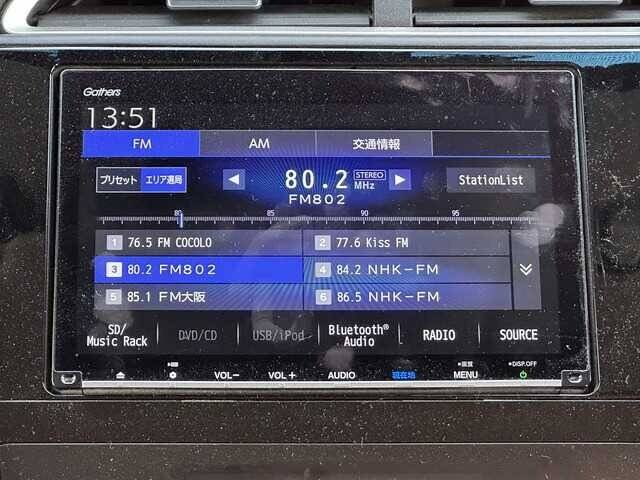 Gathers
13:51
FM AM 交通情報
プリセット エリア選局 ◀ 80.2 STEREO MHz ▶ StationList
FM802
80 85 90 95
1 76.5 FM COCOLO 2 77.6 Kiss FM
3 80.2 FM802 4 84.2 NHK-FM
5 85.1 FM大阪 6 86.5 NHK-FM
SD/ Music Rack DVD/CD USB/iPod Bluetooth® Audio RADIO SOURCE
VOL− VOL+ AUDIO 現在地 •画質 MENU •DISP.OFF